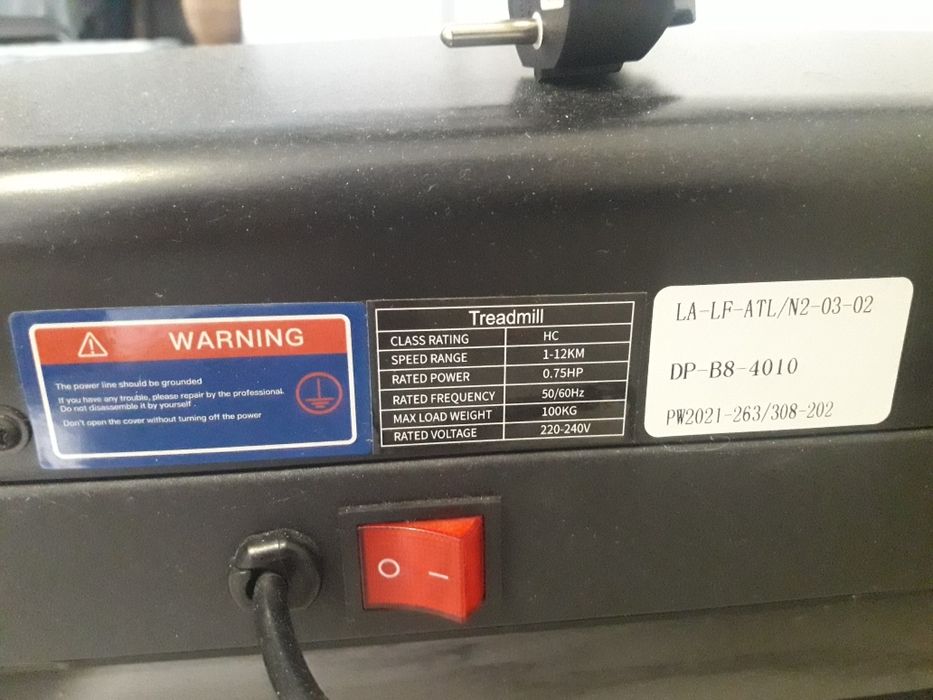 WARNING
The power line should be grounded
If you have any trouble, please repair by the professional.
Do not disassemble it by yourself .
Don't open the cover without turning off the power
Treadmill
CLASS RATING HC
SPEED RANGE 1-12KM
RATED POWER 0.75HP
RATED FREQUENCY 50/60Hz
MAX LOAD WEIGHT 100KG
RATED VOLTAGE 220-240V
LA-LF-ATL/N2-03-02
DP-B8-4010
PW2021-263/308-202
O —